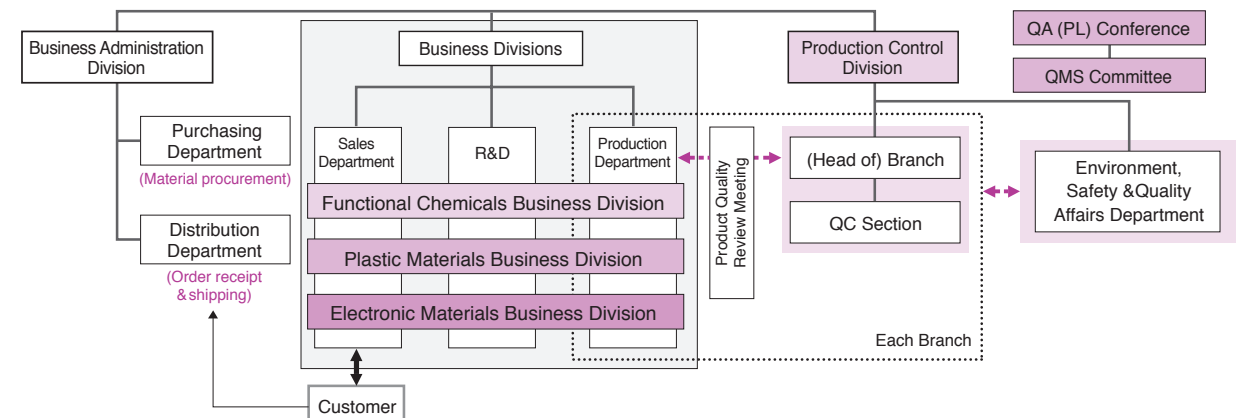 Business Administration
Division
Business Divisions
Production Control
Division
QA (PL) Conference
QMS Committee
Purchasing
Department
(Material procurement)
Distribution
Department
(Order receipt
& shipping)
Sales
Department
R&D
Production
Department
Functional Chemicals Business Division
Plastic Materials Business Division
Electronic Materials Business Division
Product Quality
Review Meeting
(Head of) Branch
QC Section
Environment,
Safety &Quality
Affairs Department
Each Branch
Customer